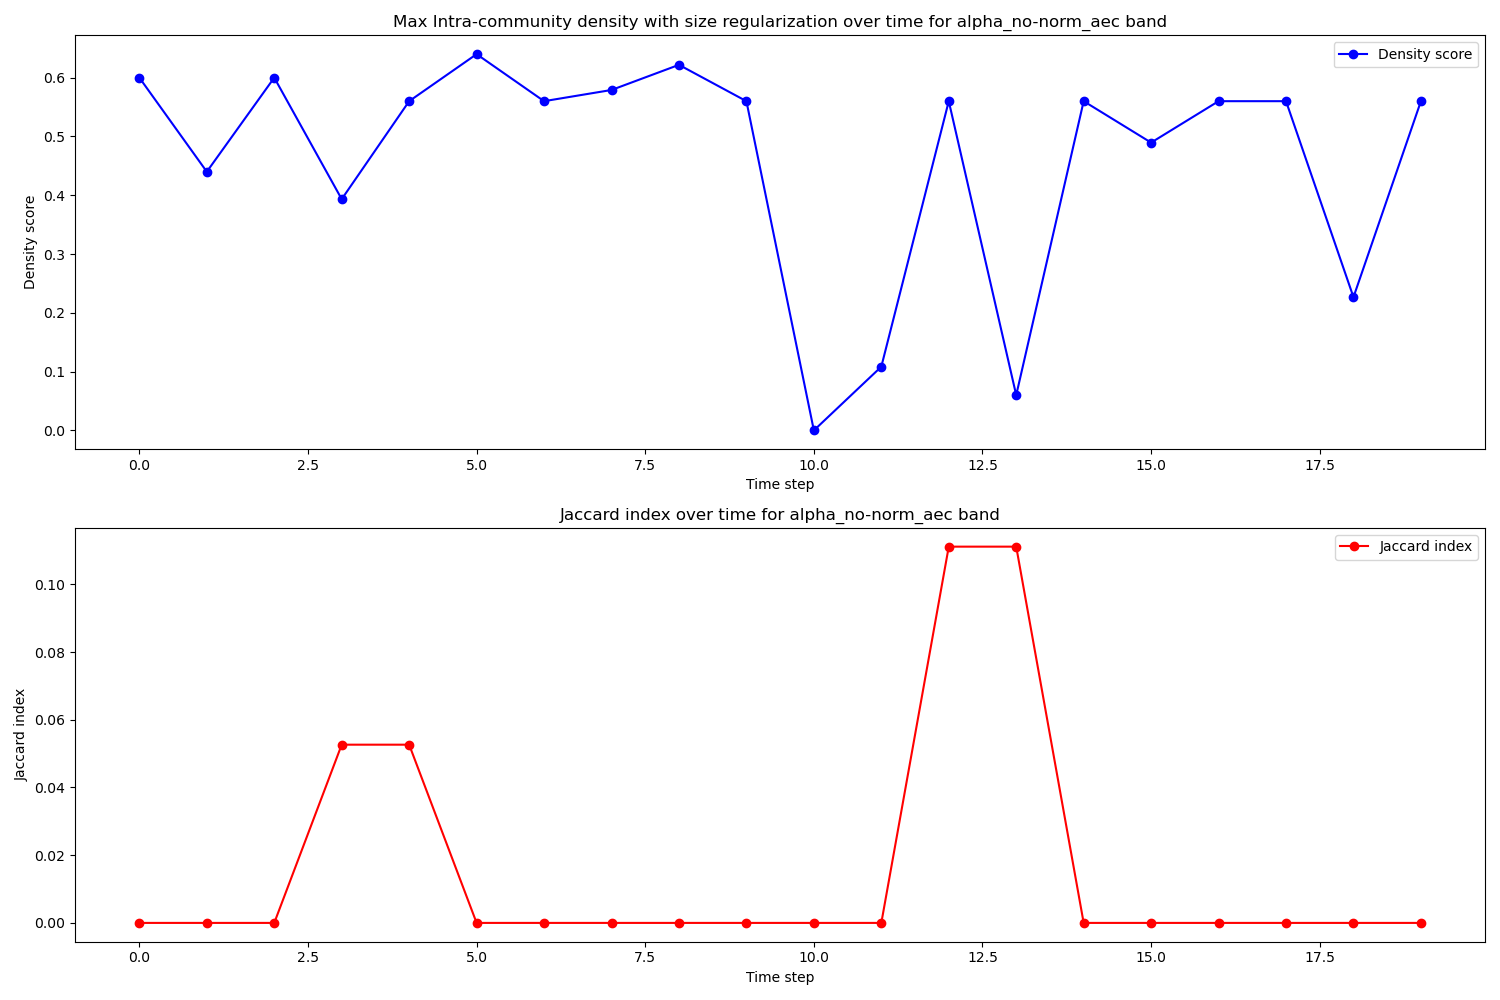 Max Intra-community density with size regularization over time for alpha_no-norm_aec band
Density score
Density score
0.6
0.5
0.4
0.3
0.2
0.1
0.0
0.0 2.5 5.0 7.5 10.0 12.5 15.0 17.5
Time step
Jaccard index over time for alpha_no-norm_aec band
Jaccard index
Jaccard index
0.10
0.08
0.06
0.04
0.02
0.00
0.0 2.5 5.0 7.5 10.0 12.5 15.0 17.5
Time step